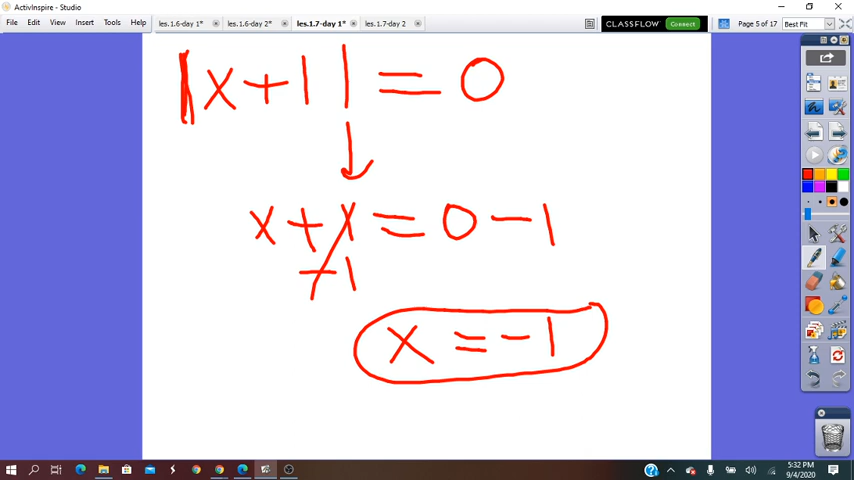 ActivInspire - Studio
File Edit View Insert Tools Help
les.1.6-day 1* les.1.6-day 2* les.1.7-day 1* les.1.7-day 2
CLASSFLOW Connect
Page 5 of 17 Best Fit
|x+1| = 0
x + 1 = 0 - 1
-1
x = -1
5:32 PM
9/4/2020